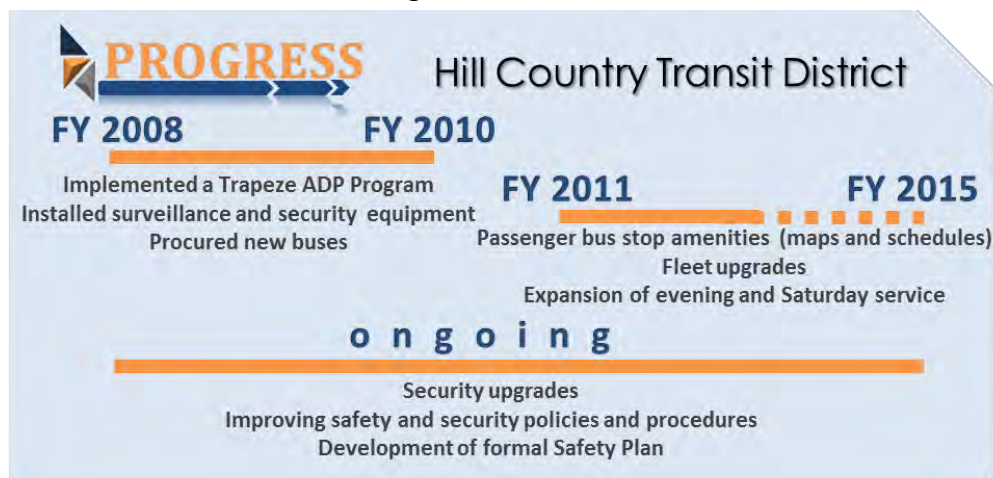 PROGRESS
Hill Country Transit District
FY 2008
FY 2010
Implemented a Trapeze ADP Program
Installed surveillance and security equipment
Procured new buses
FY 2011
FY 2015
Passenger bus stop amenities (maps and schedules)
Fleet upgrades
Expansion of evening and Saturday service
ongoing
Security upgrades
Improving safety and security policies and procedures
Development of formal Safety Plan